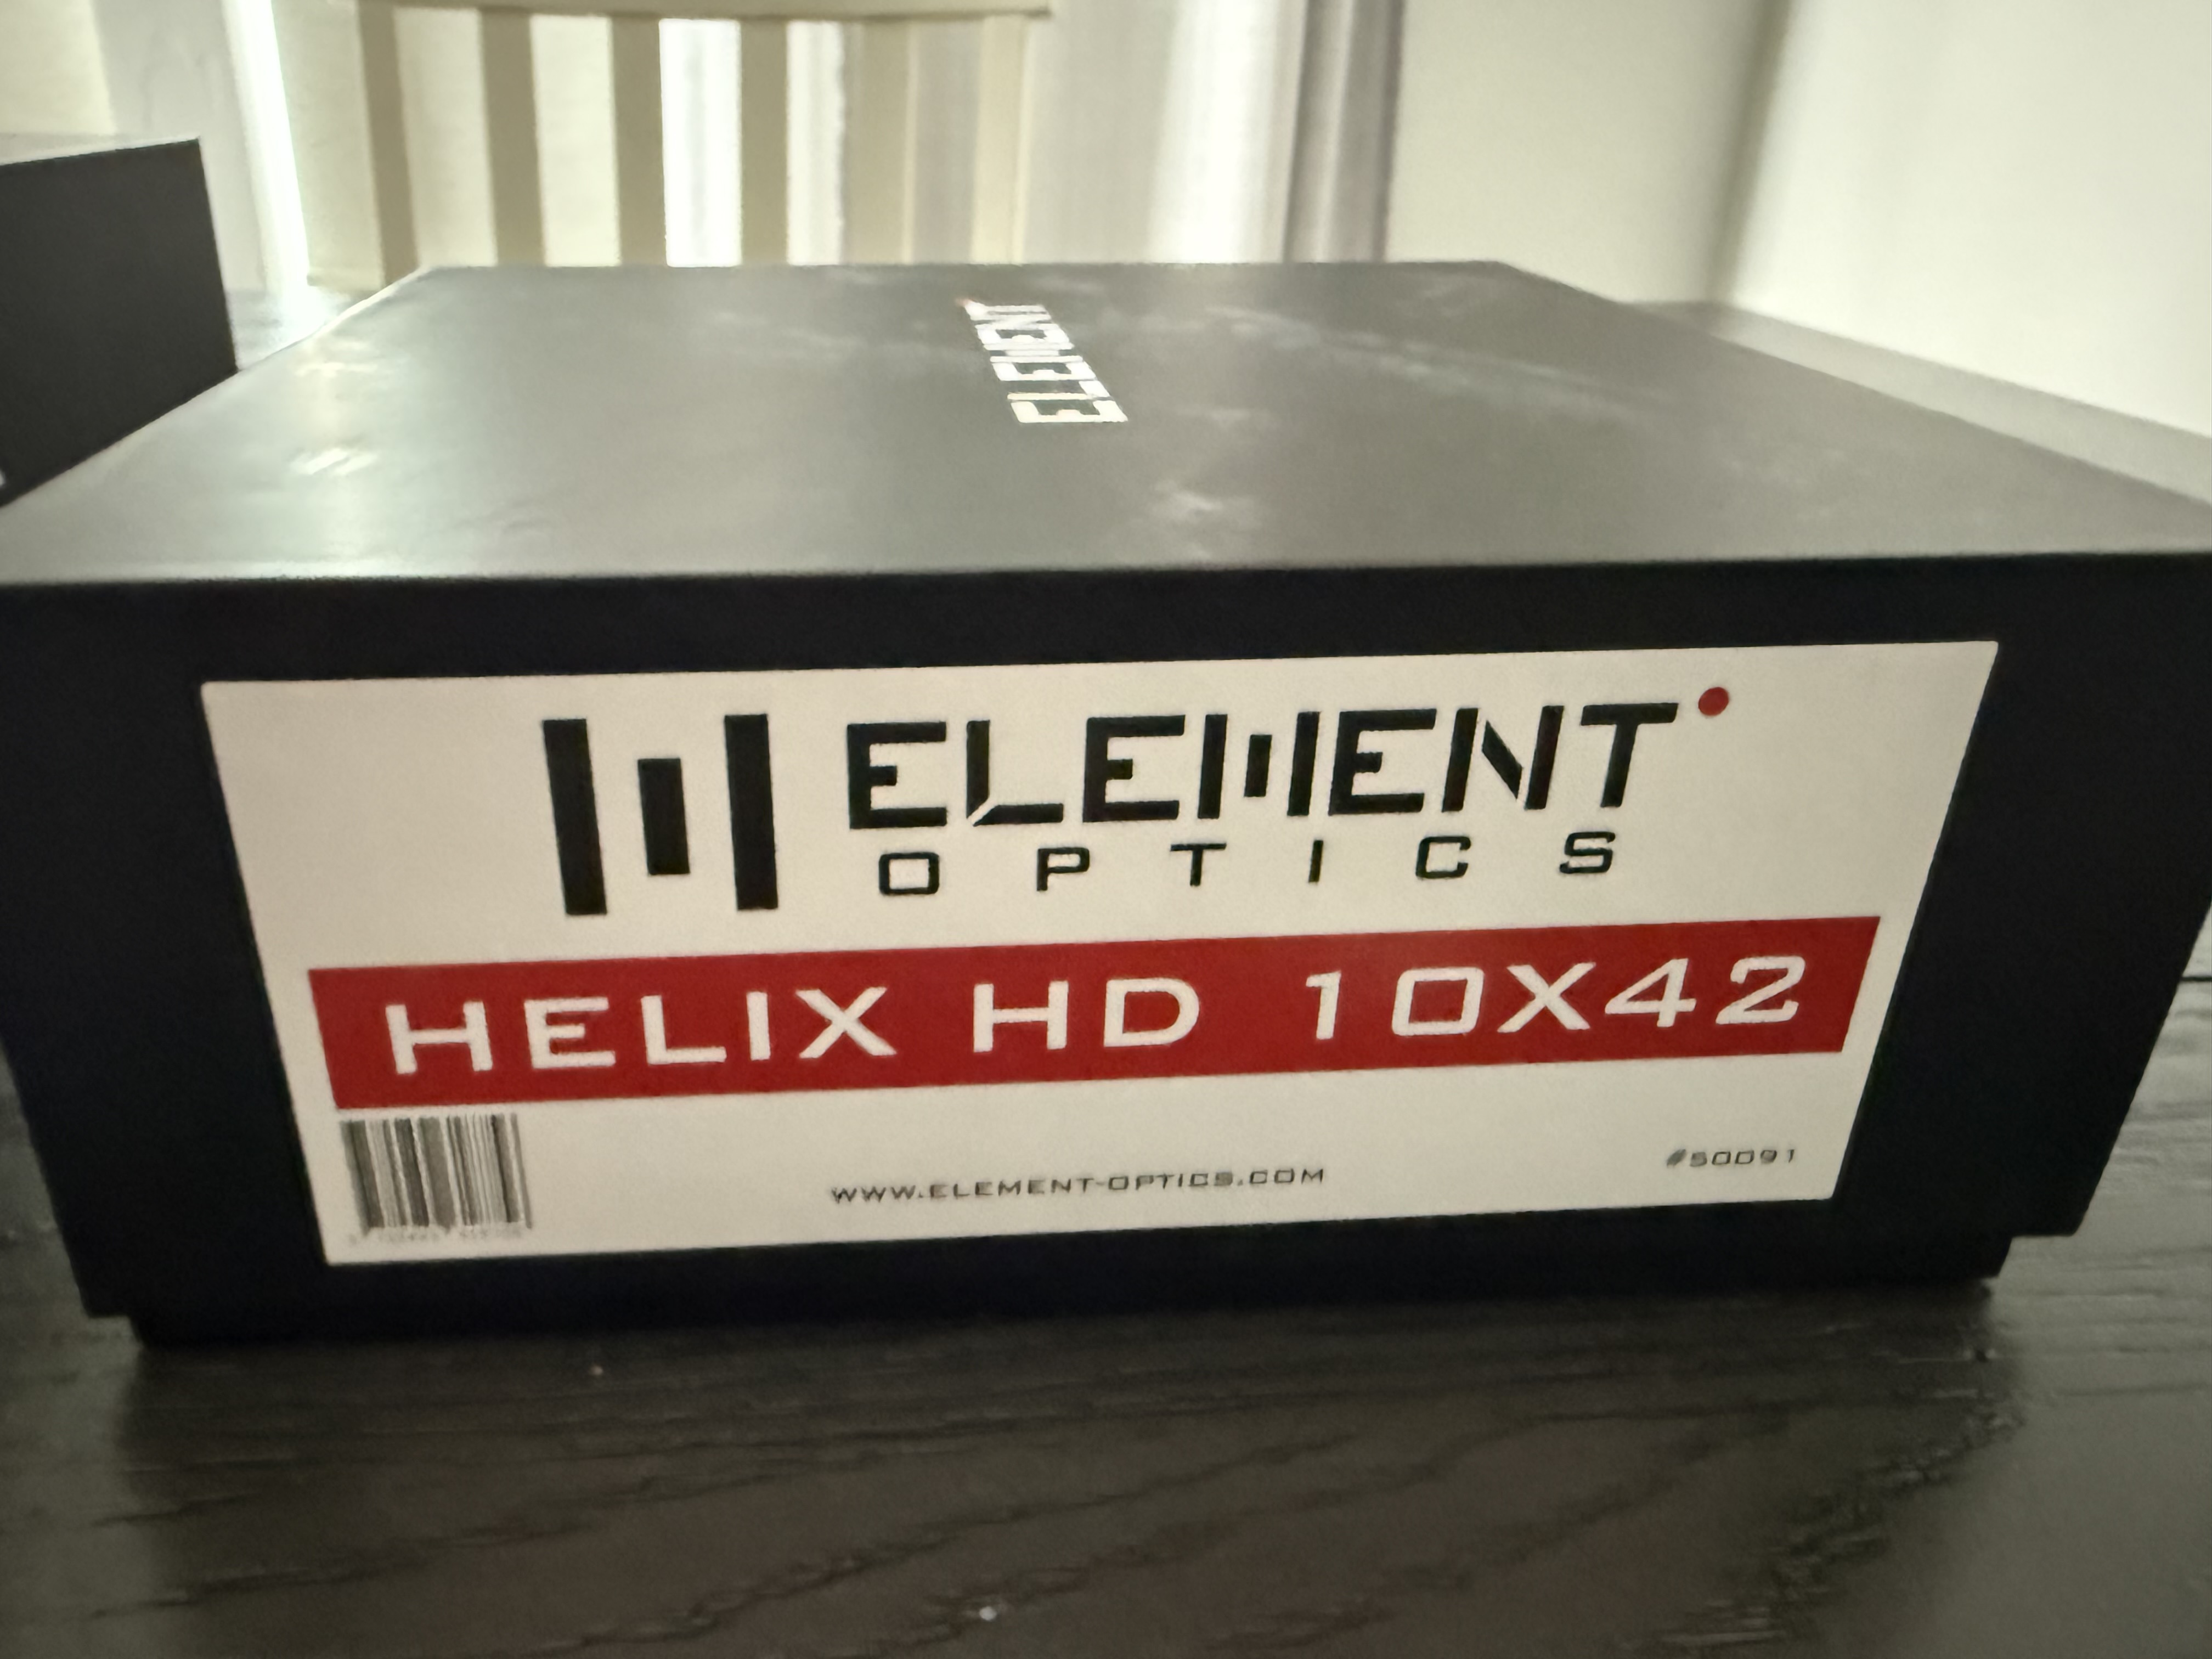 ELEMENT
ELEMENT
OPTICS
HELIX HD 10X42
WWW.ELEMENT-OPTICS.COM
#50091